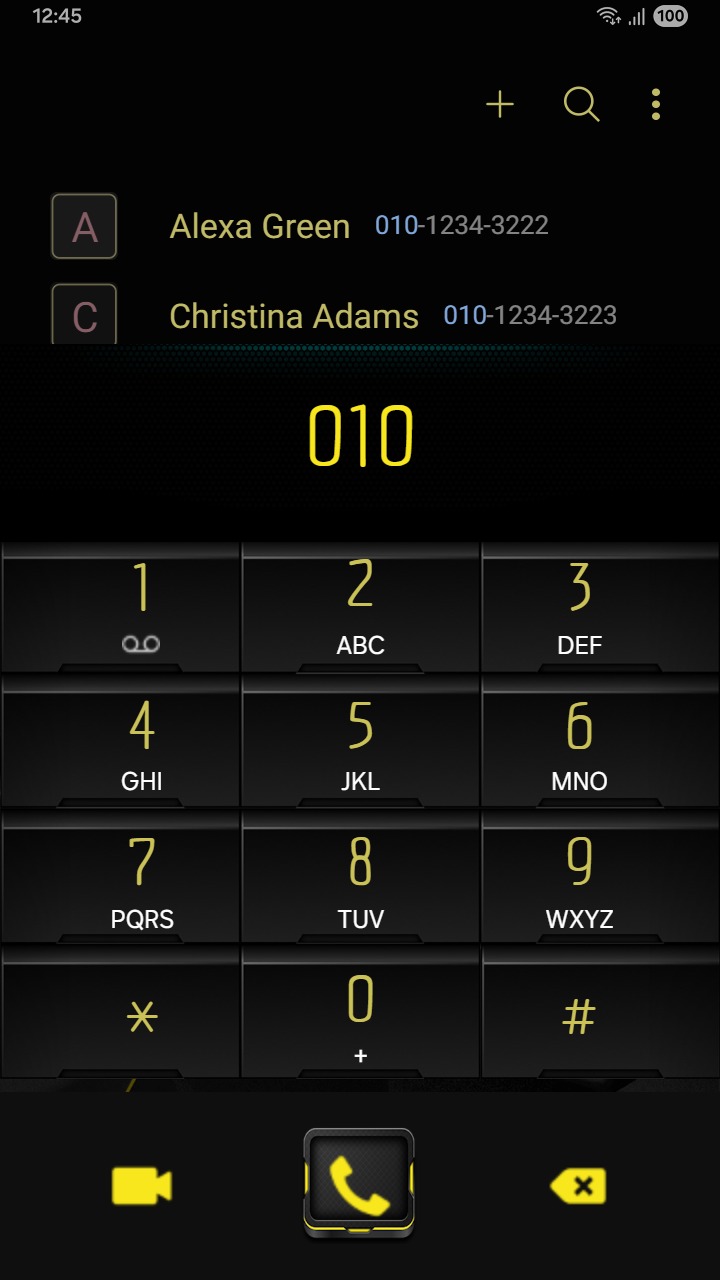 12:45 100
A Alexa Green 010-1234-3222
C Christina Adams 010-1234-3223
010
1 2 3
ABC DEF
4 5 6
GHI JKL MNO
7 8 9
PQRS TUV WXYZ
* 0 #
+